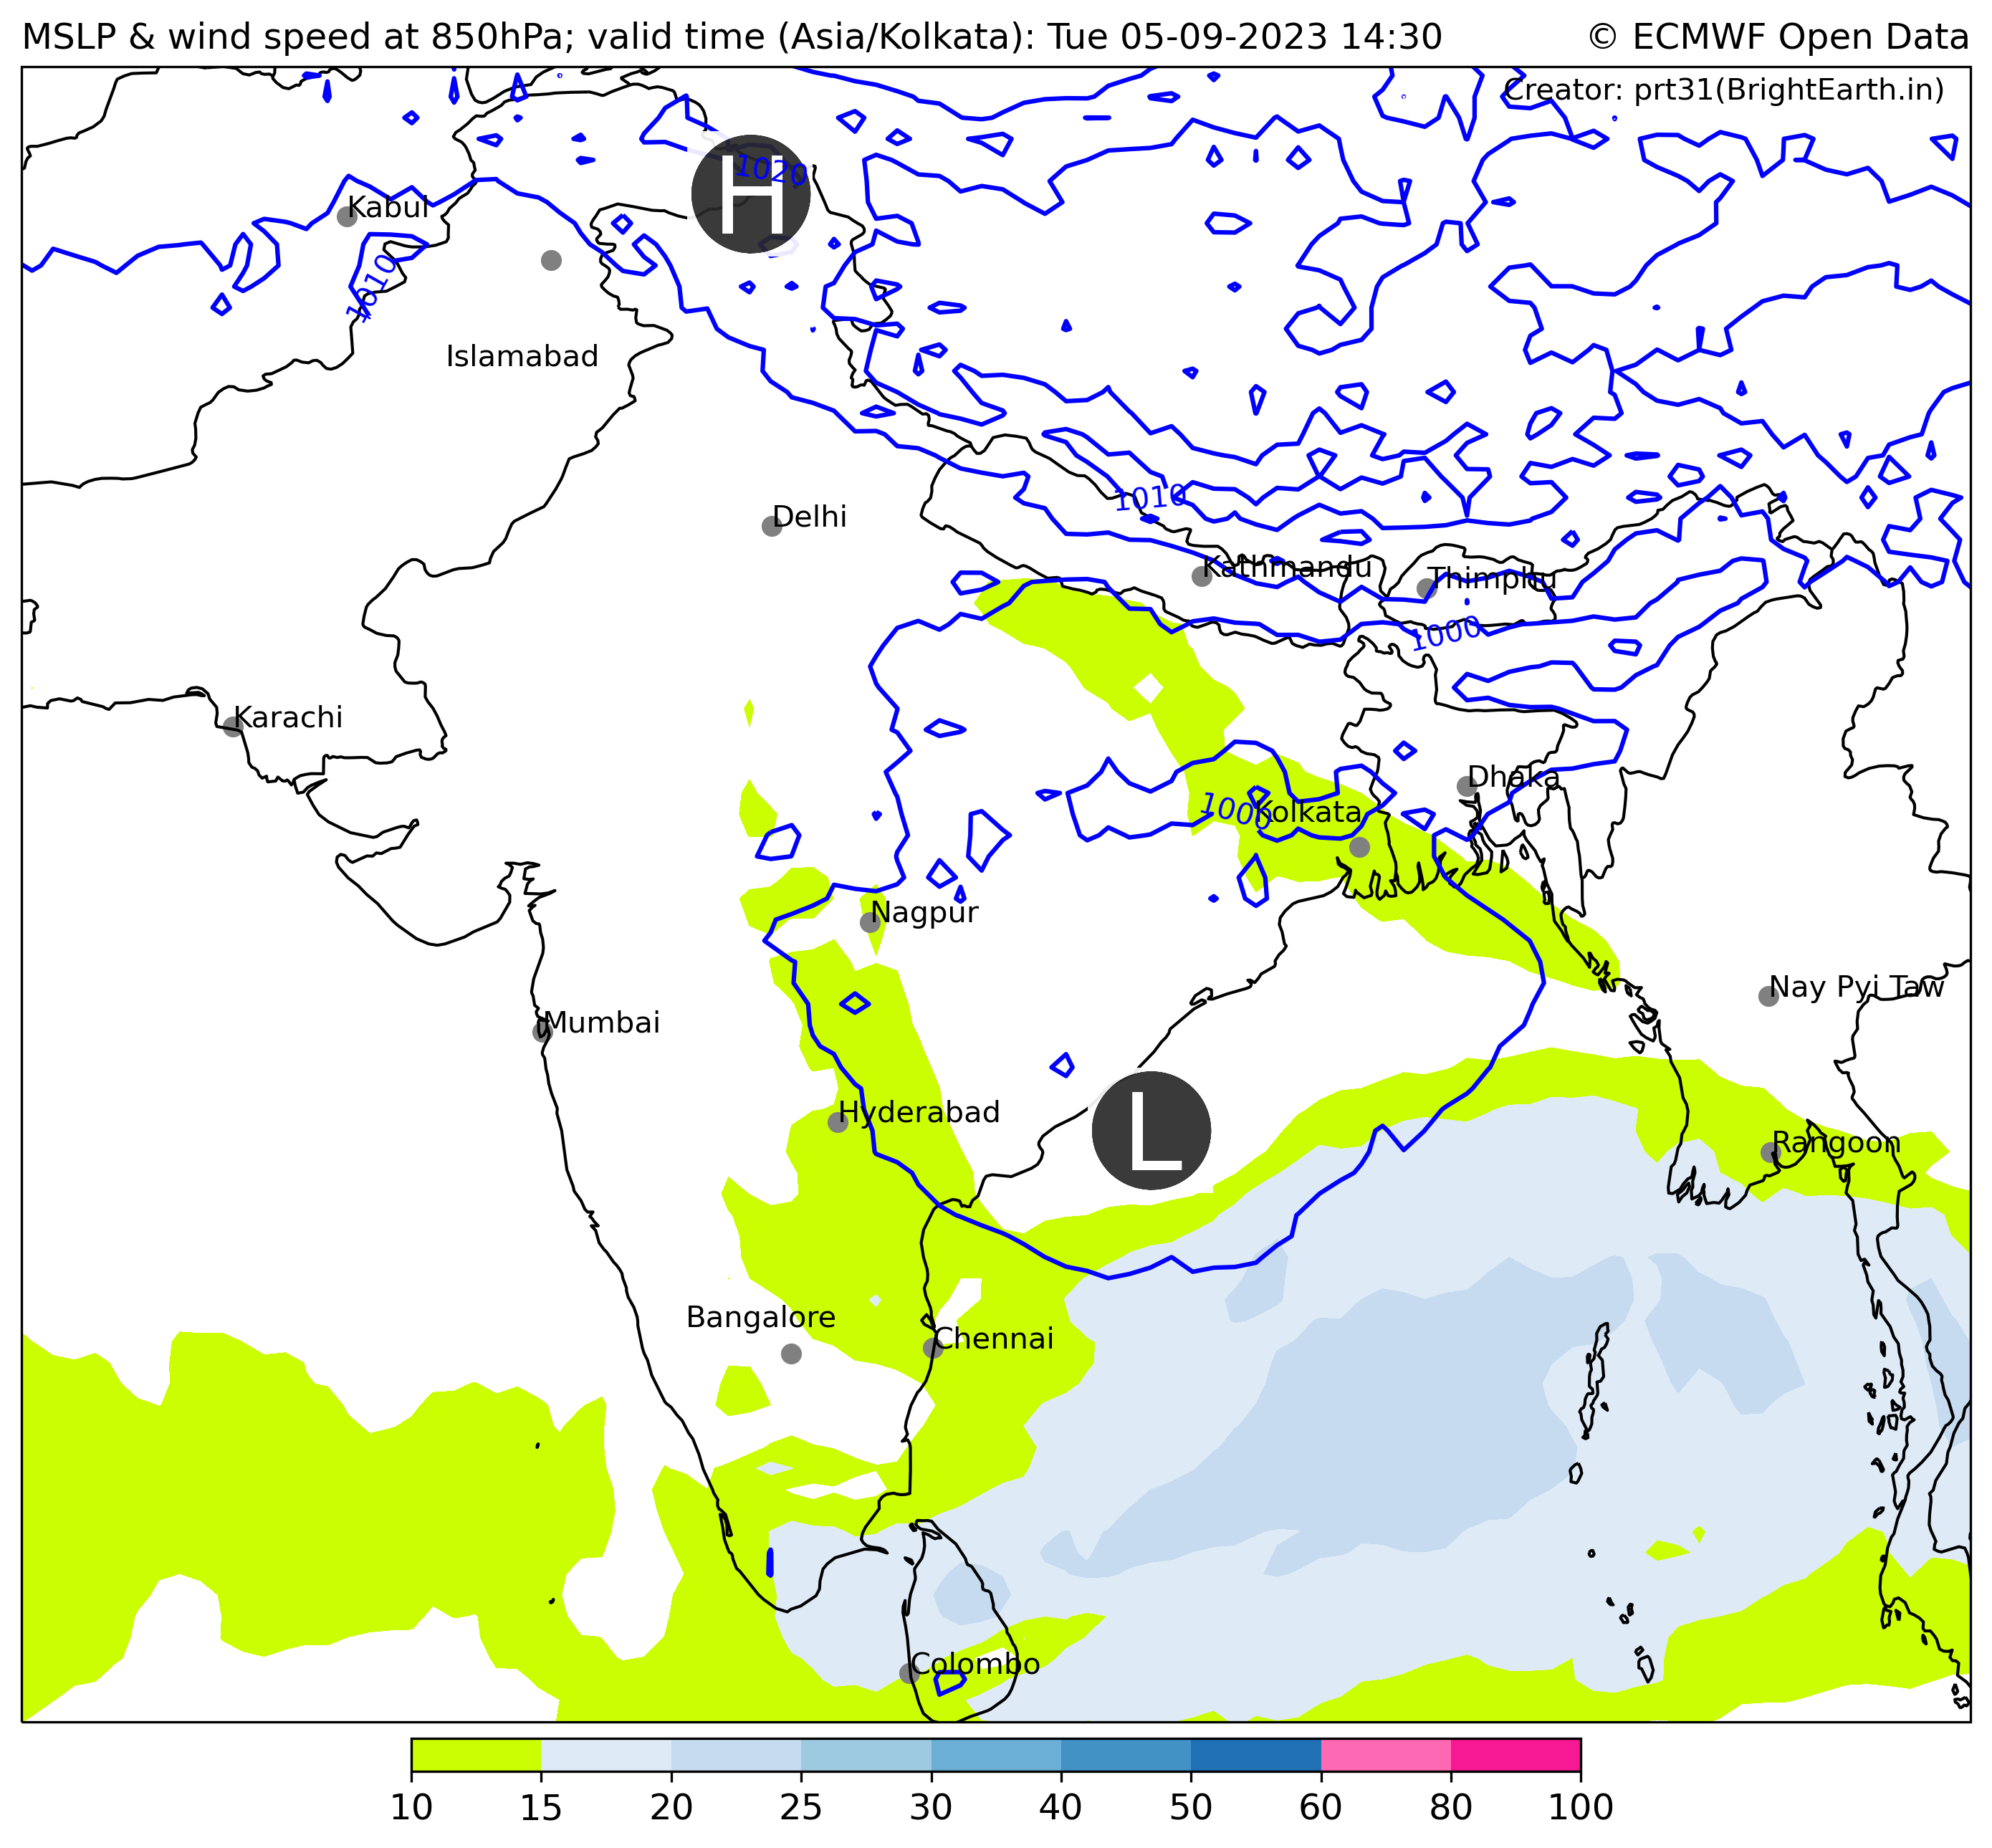 MSLP & wind speed at 850hPa; valid time (Asia/Kolkata): Tue 05-09-2023 14:30 © ECMWF Open Data
Creator: prt31(BrightEarth.in)
H
1020
Kabul
1010
Islamabad
1010
Delhi
Kathmandu
Thimphu
1000
Karachi
Dhaka
1000
Kolkata
Nagpur
Nay Pyi Taw
Mumbai
Hyderabad
L
Rangoon
Bangalore
Chennai
Colombo
10 15 20 25 30 40 50 60 80 100